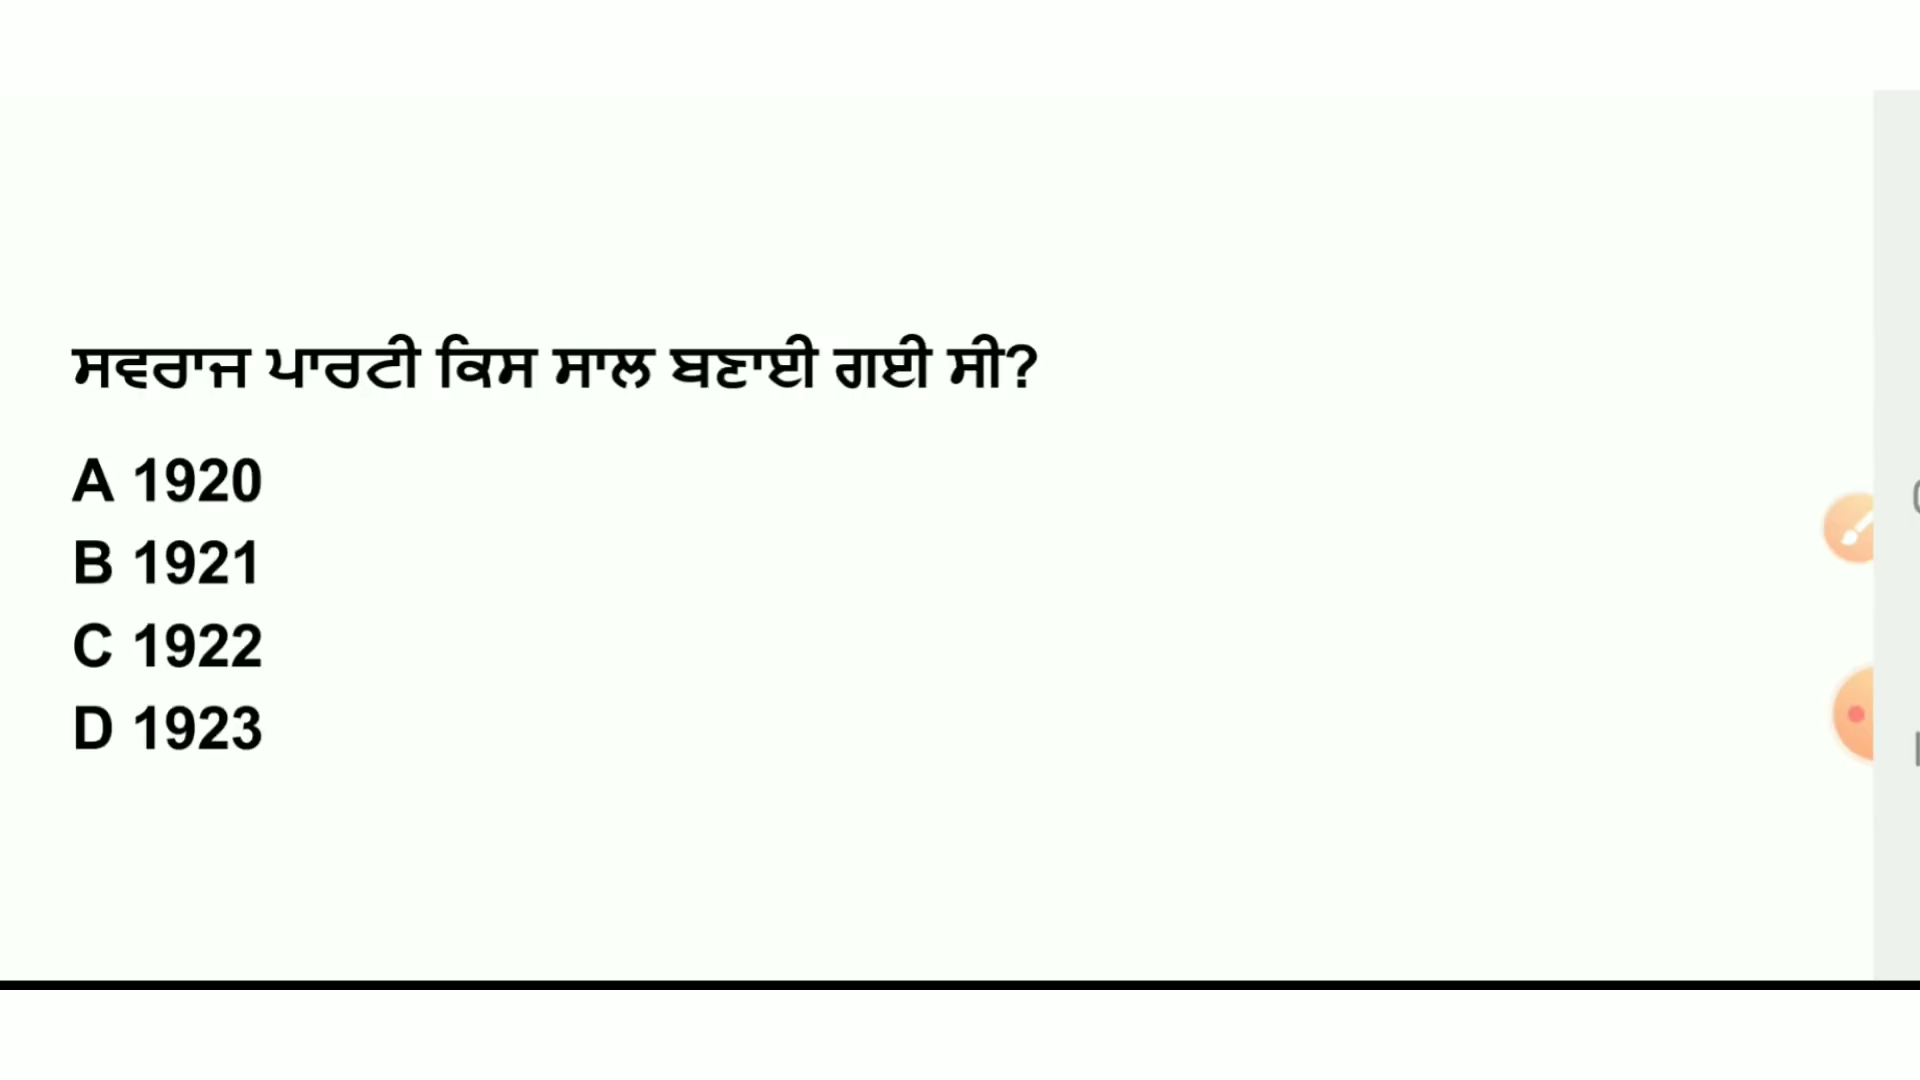 ਸਵਰਾਜ ਪਾਰਟੀ ਕਿਸ ਸਾਲ ਬਣਾਈ ਗਈ ਸੀ?
A 1920
B 1921
C 1922
D 1923